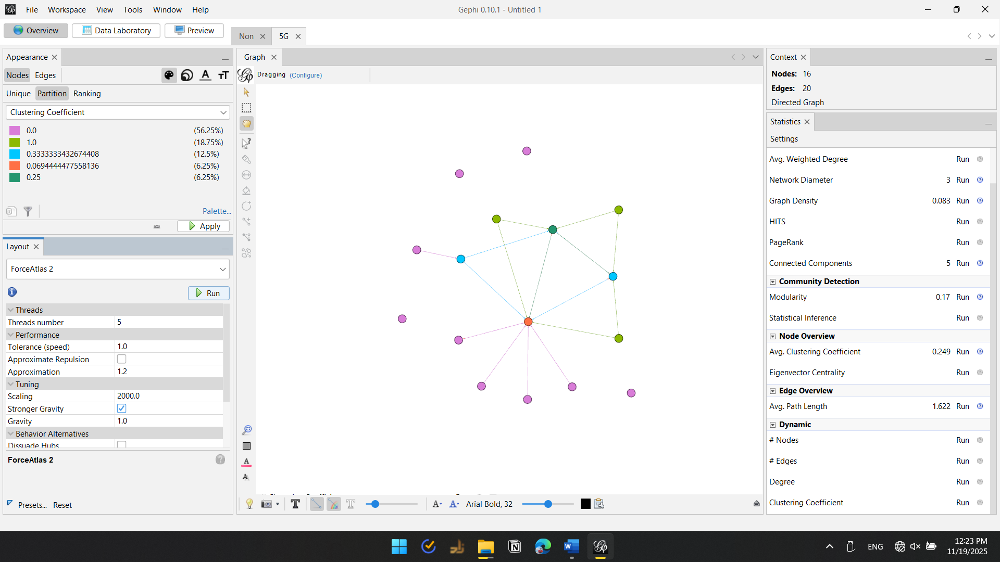 File Workspace View Tools Window Help
Gephi 0.10.1 - Untitled 1
Overview Data Laboratory Preview
Non 5G
Appearance
Nodes Edges
Unique Partition Ranking
Clustering Coefficient
0.0 (56.25%)
1.0 (18.75%)
0.3333333432674408 (12.5%)
0.0694444477558136 (6.25%)
0.25 (6.25%)
Palette...
Apply
Layout
ForceAtlas 2
Run
Threads
Threads number 5
Performance
Tolerance (speed) 1.0
Approximate Repulsion
Approximation 1.2
Tuning
Scaling 2000.0
Stronger Gravity
Gravity 1.0
Behavior Alternatives
Dissuade Hubs
ForceAtlas 2
Presets... Reset
Graph
Dragging (Configure)
Arial Bold, 32
Context
Nodes: 16
Edges: 20
Directed Graph
Statistics
Settings
Avg. Weighted Degree Run
Network Diameter 3 Run
Graph Density 0.083 Run
HITS Run
PageRank Run
Connected Components 5 Run
Community Detection
Modularity 0.17 Run
Statistical Inference Run
Node Overview
Avg. Clustering Coefficient 0.249 Run
Eigenvector Centrality Run
Edge Overview
Avg. Path Length 1.622 Run
Dynamic
# Nodes Run
# Edges Run
Degree Run
Clustering Coefficient Run
ENG
12:23 PM
11/19/2025